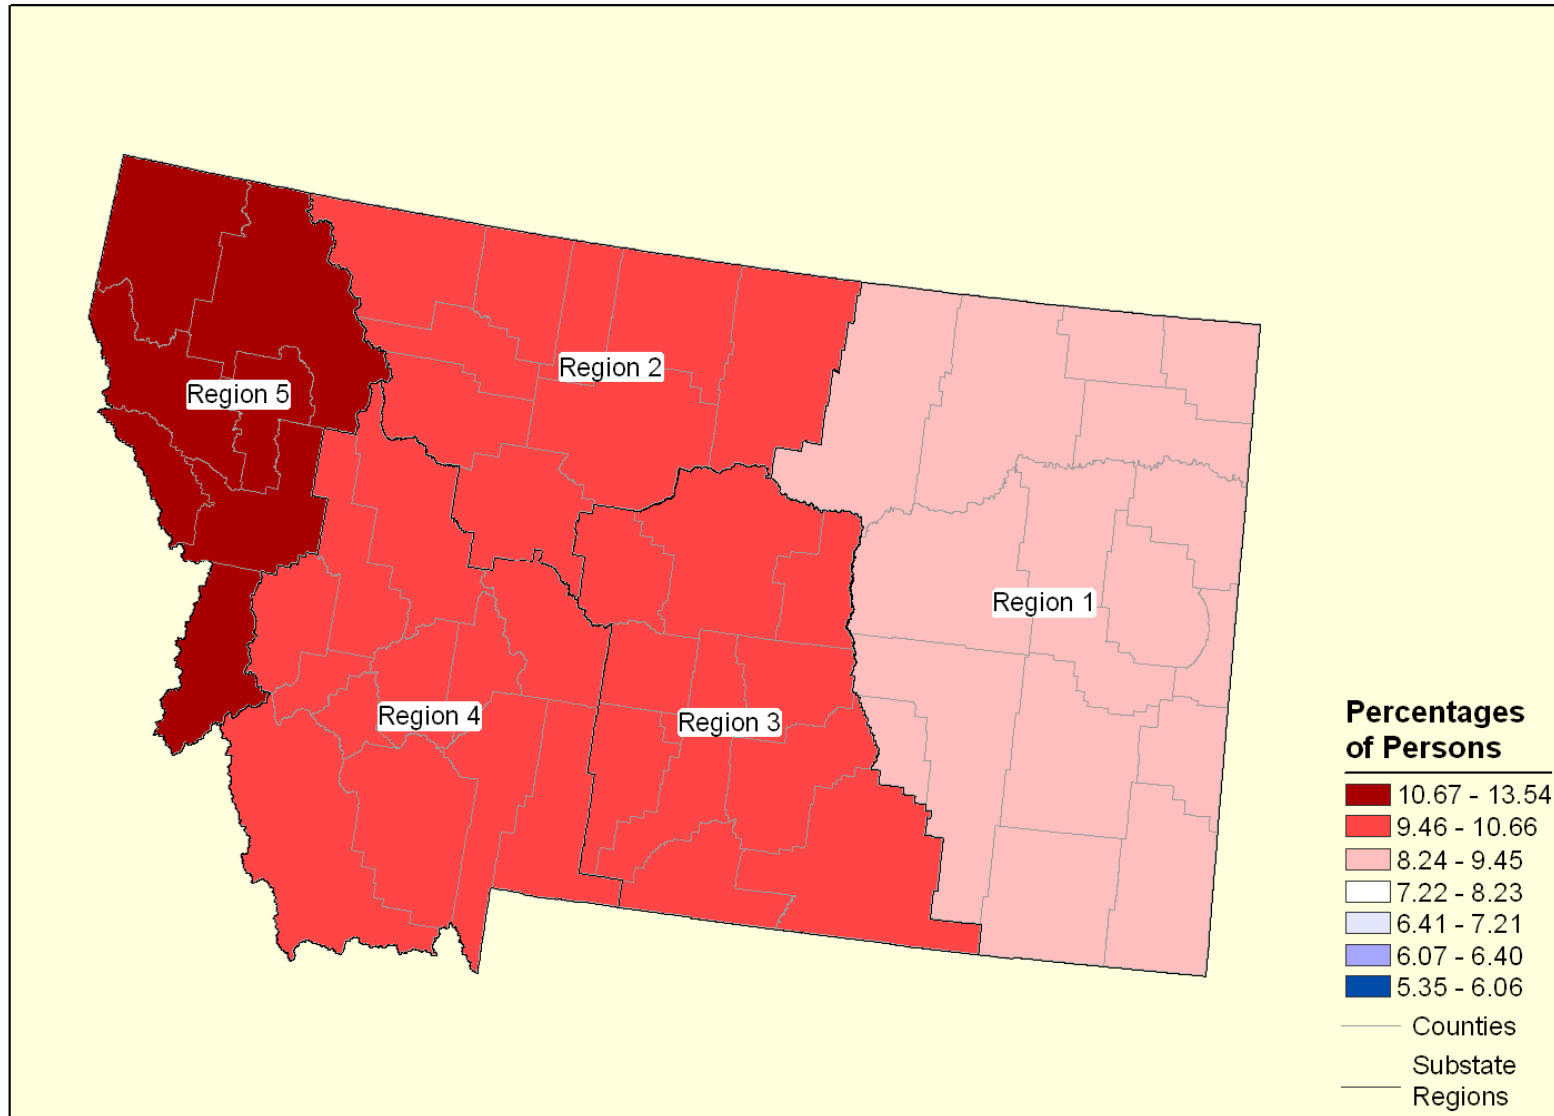 Region 2
Region 5
Region 1
Region 4
Region 3
Percentages
of Persons
10.67 - 13.54
9.46 - 10.66
8.24 - 9.45
7.22 - 8.23
6.41 - 7.21
6.07 - 6.40
5.35 - 6.06
Counties
Substate
Regions